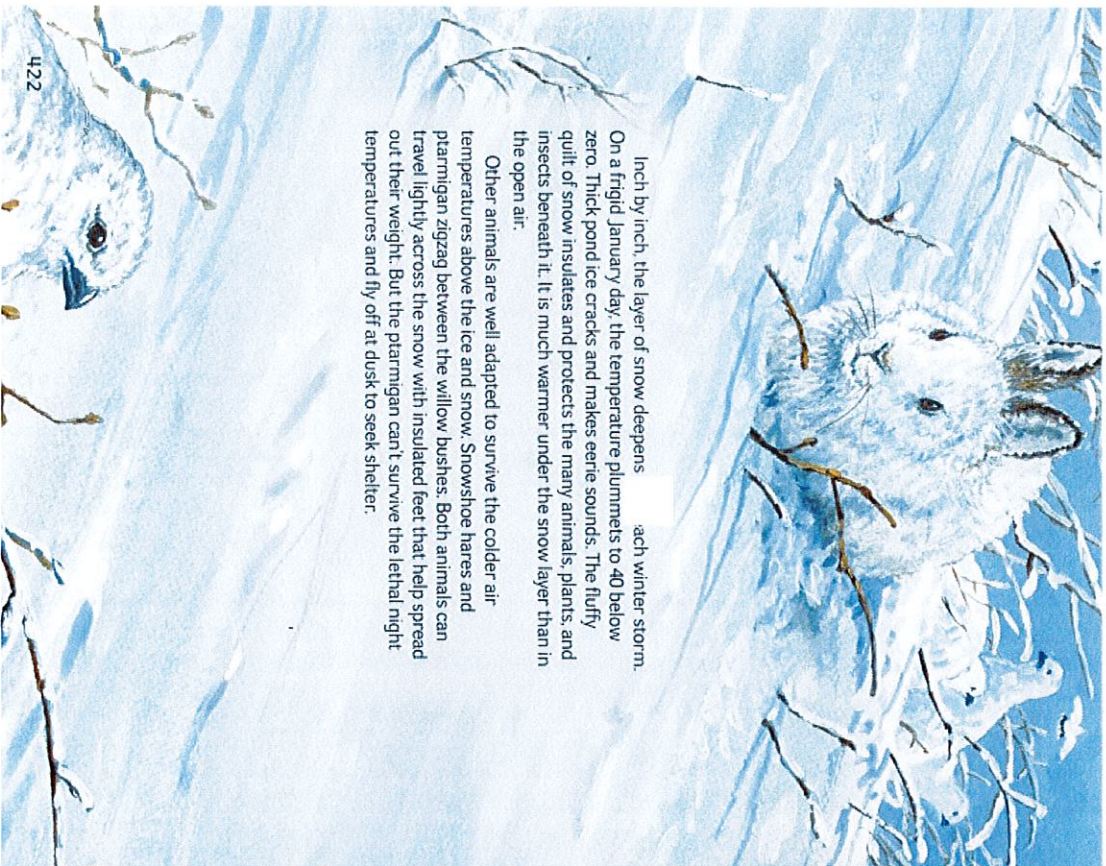 Inch by inch, the layer of snow deepens ach winter storm.
On a frigid January day, the temperature plummets to 40 below
zero. Thick pond ice cracks and makes eerie sounds. The fluffy
quilt of snow insulates and protects the many animals, plants, and
insects beneath it. It is much warmer under the snow layer than in
the open air.
Other animals are well adapted to survive the colder air
temperatures above the ice and snow. Snowshoe hares and
ptarmigan zigzag between the willow bushes. Both animals can
travel lightly across the snow with insulated feet that help spread
out their weight. But the ptarmigan can't survive the lethal night
temperatures and fly off at dusk to seek shelter.
422